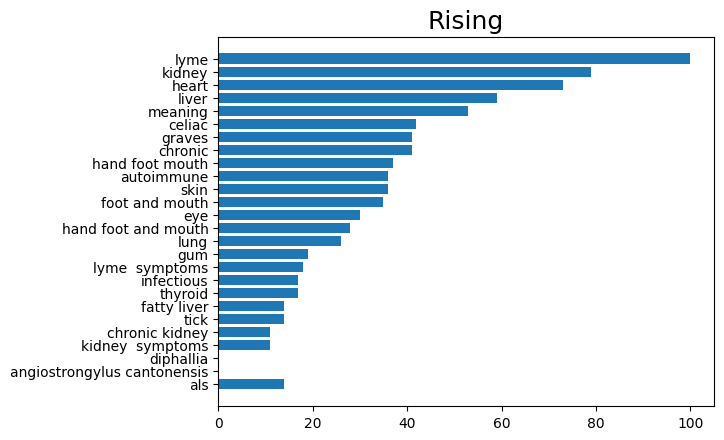 Rising
lyme
kidney
heart
liver
meaning
celiac
graves
chronic
hand foot mouth
autoimmune
skin
foot and mouth
eye
hand foot and mouth
lung
gum
lyme  symptoms
infectious
thyroid
fatty liver
tick
chronic kidney
kidney  symptoms
diphallia
angiostrongylus cantonensis
als
0 20 40 60 80 100